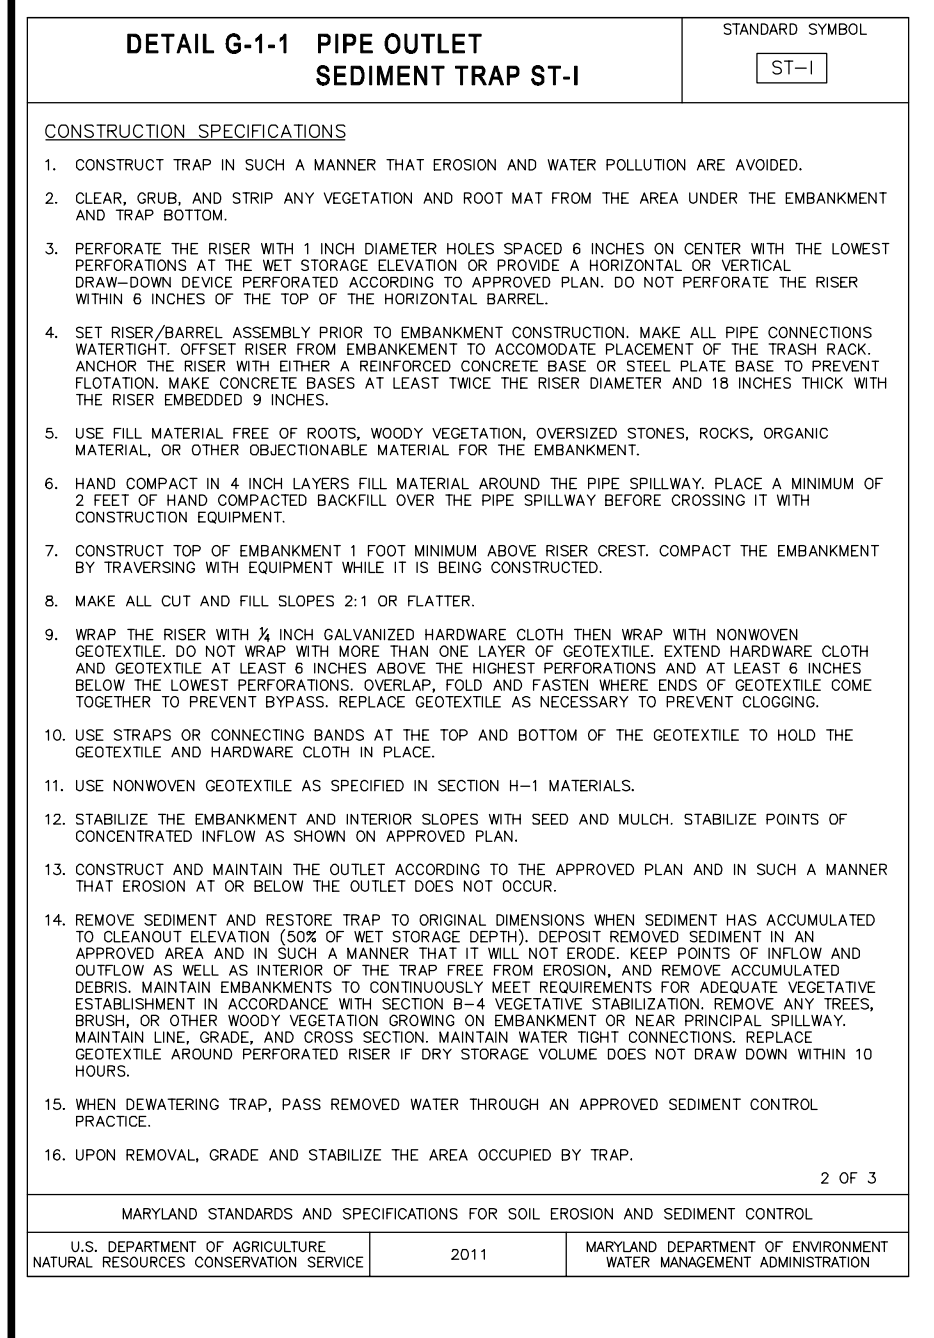 DETAIL G-1-1 PIPE OUTLET
SEDIMENT TRAP ST-I
STANDARD SYMBOL
ST-I
CONSTRUCTION SPECIFICATIONS
1. CONSTRUCT TRAP IN SUCH A MANNER THAT EROSION AND WATER POLLUTION ARE AVOIDED.
2. CLEAR, GRUB, AND STRIP ANY VEGETATION AND ROOT MAT FROM THE AREA UNDER THE EMBANKMENT
AND TRAP BOTTOM.
3. PERFORATE THE RISER WITH 1 INCH DIAMETER HOLES SPACED 6 INCHES ON CENTER WITH THE LOWEST
PERFORATIONS AT THE WET STORAGE ELEVATION OR PROVIDE A HORIZONTAL OR VERTICAL
DRAW-DOWN DEVICE PERFORATED ACCORDING TO APPROVED PLAN. DO NOT PERFORATE THE RISER
WITHIN 6 INCHES OF THE TOP OF THE HORIZONTAL BARREL.
4. SET RISER/BARREL ASSEMBLY PRIOR TO EMBANKMENT CONSTRUCTION. MAKE ALL PIPE CONNECTIONS
WATERTIGHT. OFFSET RISER FROM EMBANKEMENT TO ACCOMODATE PLACEMENT OF THE TRASH RACK.
ANCHOR THE RISER WITH EITHER A REINFORCED CONCRETE BASE OR STEEL PLATE BASE TO PREVENT
FLOTATION. MAKE CONCRETE BASES AT LEAST TWICE THE RISER DIAMETER AND 18 INCHES THICK WITH
THE RISER EMBEDDED 9 INCHES.
5. USE FILL MATERIAL FREE OF ROOTS, WOODY VEGETATION, OVERSIZED STONES, ROCKS, ORGANIC
MATERIAL, OR OTHER OBJECTIONABLE MATERIAL FOR THE EMBANKMENT.
6. HAND COMPACT IN 4 INCH LAYERS FILL MATERIAL AROUND THE PIPE SPILLWAY. PLACE A MINIMUM OF
2 FEET OF HAND COMPACTED BACKFILL OVER THE PIPE SPILLWAY BEFORE CROSSING IT WITH
CONSTRUCTION EQUIPMENT.
7. CONSTRUCT TOP OF EMBANKMENT 1 FOOT MINIMUM ABOVE RISER CREST. COMPACT THE EMBANKMENT
BY TRAVERSING WITH EQUIPMENT WHILE IT IS BEING CONSTRUCTED.
8. MAKE ALL CUT AND FILL SLOPES 2:1 OR FLATTER.
9. WRAP THE RISER WITH ¼ INCH GALVANIZED HARDWARE CLOTH THEN WRAP WITH NONWOVEN
GEOTEXTILE. DO NOT WRAP WITH MORE THAN ONE LAYER OF GEOTEXTILE. EXTEND HARDWARE CLOTH
AND GEOTEXTILE AT LEAST 6 INCHES ABOVE THE HIGHEST PERFORATIONS AND AT LEAST 6 INCHES
BELOW THE LOWEST PERFORATIONS. OVERLAP, FOLD AND FASTEN WHERE ENDS OF GEOTEXTILE COME
TOGETHER TO PREVENT BYPASS. REPLACE GEOTEXTILE AS NECESSARY TO PREVENT CLOGGING.
10. USE STRAPS OR CONNECTING BANDS AT THE TOP AND BOTTOM OF THE GEOTEXTILE TO HOLD THE
GEOTEXTILE AND HARDWARE CLOTH IN PLACE.
11. USE NONWOVEN GEOTEXTILE AS SPECIFIED IN SECTION H-1 MATERIALS.
12. STABILIZE THE EMBANKMENT AND INTERIOR SLOPES WITH SEED AND MULCH. STABILIZE POINTS OF
CONCENTRATED INFLOW AS SHOWN ON APPROVED PLAN.
13. CONSTRUCT AND MAINTAIN THE OUTLET ACCORDING TO THE APPROVED PLAN AND IN SUCH A MANNER
THAT EROSION AT OR BELOW THE OUTLET DOES NOT OCCUR.
14. REMOVE SEDIMENT AND RESTORE TRAP TO ORIGINAL DIMENSIONS WHEN SEDIMENT HAS ACCUMULATED
TO CLEANOUT ELEVATION (50% OF WET STORAGE DEPTH). DEPOSIT REMOVED SEDIMENT IN AN
APPROVED AREA AND IN SUCH A MANNER THAT IT WILL NOT ERODE. KEEP POINTS OF INFLOW AND
OUTFLOW AS WELL AS INTERIOR OF THE TRAP FREE FROM EROSION, AND REMOVE ACCUMULATED
DEBRIS. MAINTAIN EMBANKMENTS TO CONTINUOUSLY MEET REQUIREMENTS FOR ADEQUATE VEGETATIVE
ESTABLISHMENT IN ACCORDANCE WITH SECTION B-4 VEGETATIVE STABILIZATION. REMOVE ANY TREES,
BRUSH, OR OTHER WOODY VEGETATION GROWING ON EMBANKMENT OR NEAR PRINCIPAL SPILLWAY.
MAINTAIN LINE, GRADE, AND CROSS SECTION. MAINTAIN WATER TIGHT CONNECTIONS. REPLACE
GEOTEXTILE AROUND PERFORATED RISER IF DRY STORAGE VOLUME DOES NOT DRAW DOWN WITHIN 10
HOURS.
15. WHEN DEWATERING TRAP, PASS REMOVED WATER THROUGH AN APPROVED SEDIMENT CONTROL
PRACTICE.
16. UPON REMOVAL, GRADE AND STABILIZE THE AREA OCCUPIED BY TRAP.
2 OF 3
MARYLAND STANDARDS AND SPECIFICATIONS FOR SOIL EROSION AND SEDIMENT CONTROL
U.S. DEPARTMENT OF AGRICULTURE
NATURAL RESOURCES CONSERVATION SERVICE
2011
MARYLAND DEPARTMENT OF ENVIRONMENT
WATER MANAGEMENT ADMINISTRATION